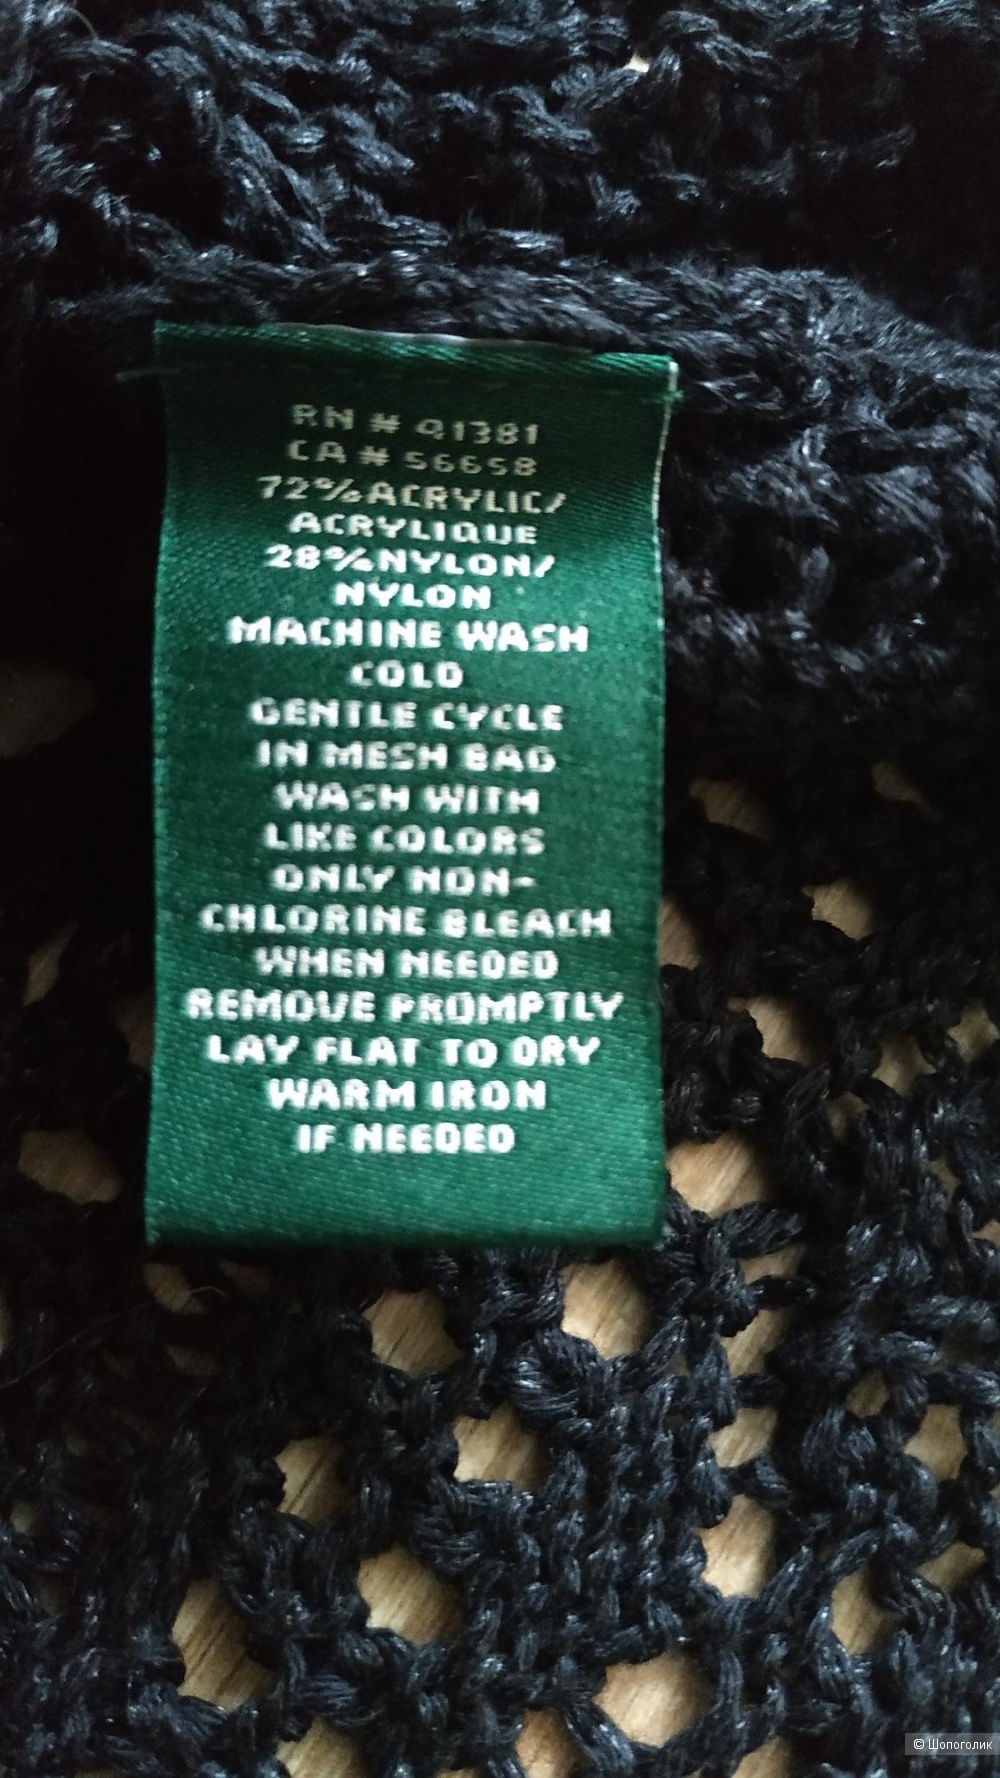 RN # Q1381
CA # 56658
72%ACRYLIC/
ACRYLIQUE
28%NYLON/
NYLON
MACHINE WASH
COLD
GENTLE CYCLE
IN MESH BAG
WASH WITH
LIKE COLORS
ONLY NON-
CHLORINE BLEACH
WHEN NEEDED
REMOVE PROMPTLY
LAY FLAT TO DRY
WARM IRON
IF NEEDED
© Шопоголик